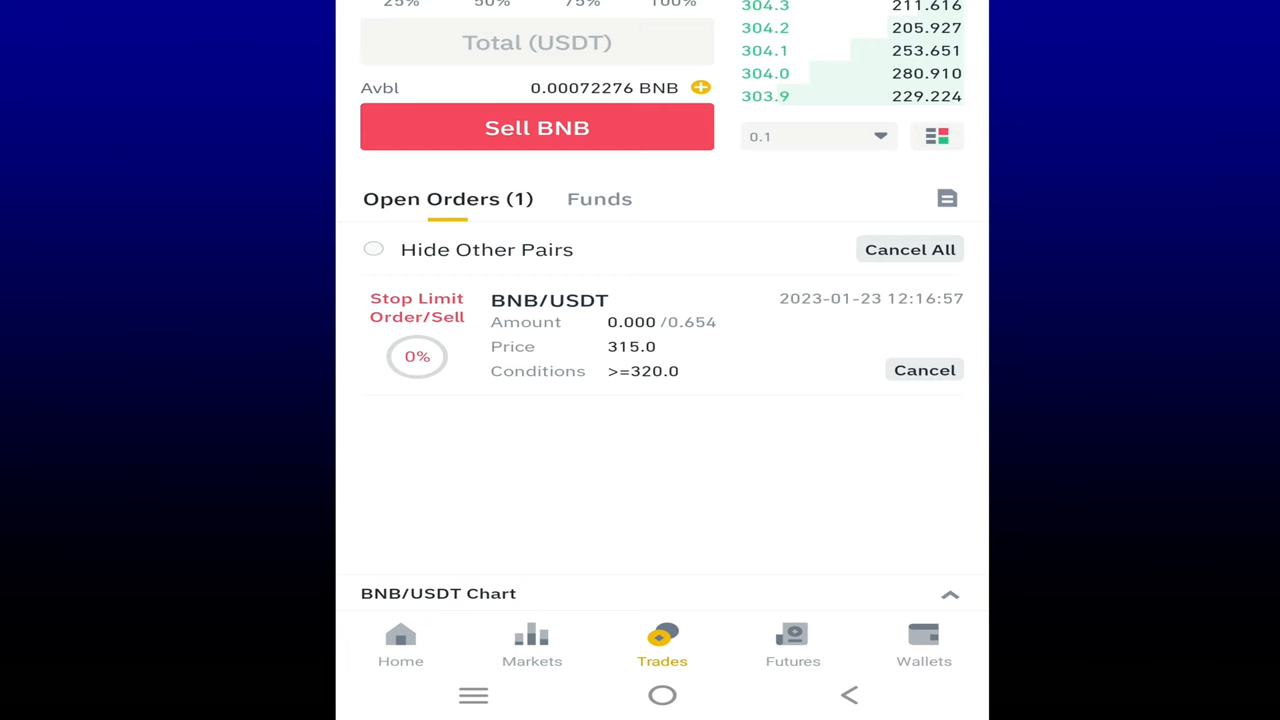 25% 50% 75% 100%
304.3 211.616
Total (USDT)
304.2 205.927
304.1 253.651
304.0 280.910
303.9 229.224
Avbl 0.00072276 BNB
Sell BNB
0.1
Open Orders (1) Funds
Hide Other Pairs Cancel All
Stop Limit Order/Sell
0%
BNB/USDT 2023-01-23 12:16:57
Amount 0.000 /0.654
Price 315.0
Conditions >=320.0
Cancel
BNB/USDT Chart
Home Markets Trades Futures Wallets